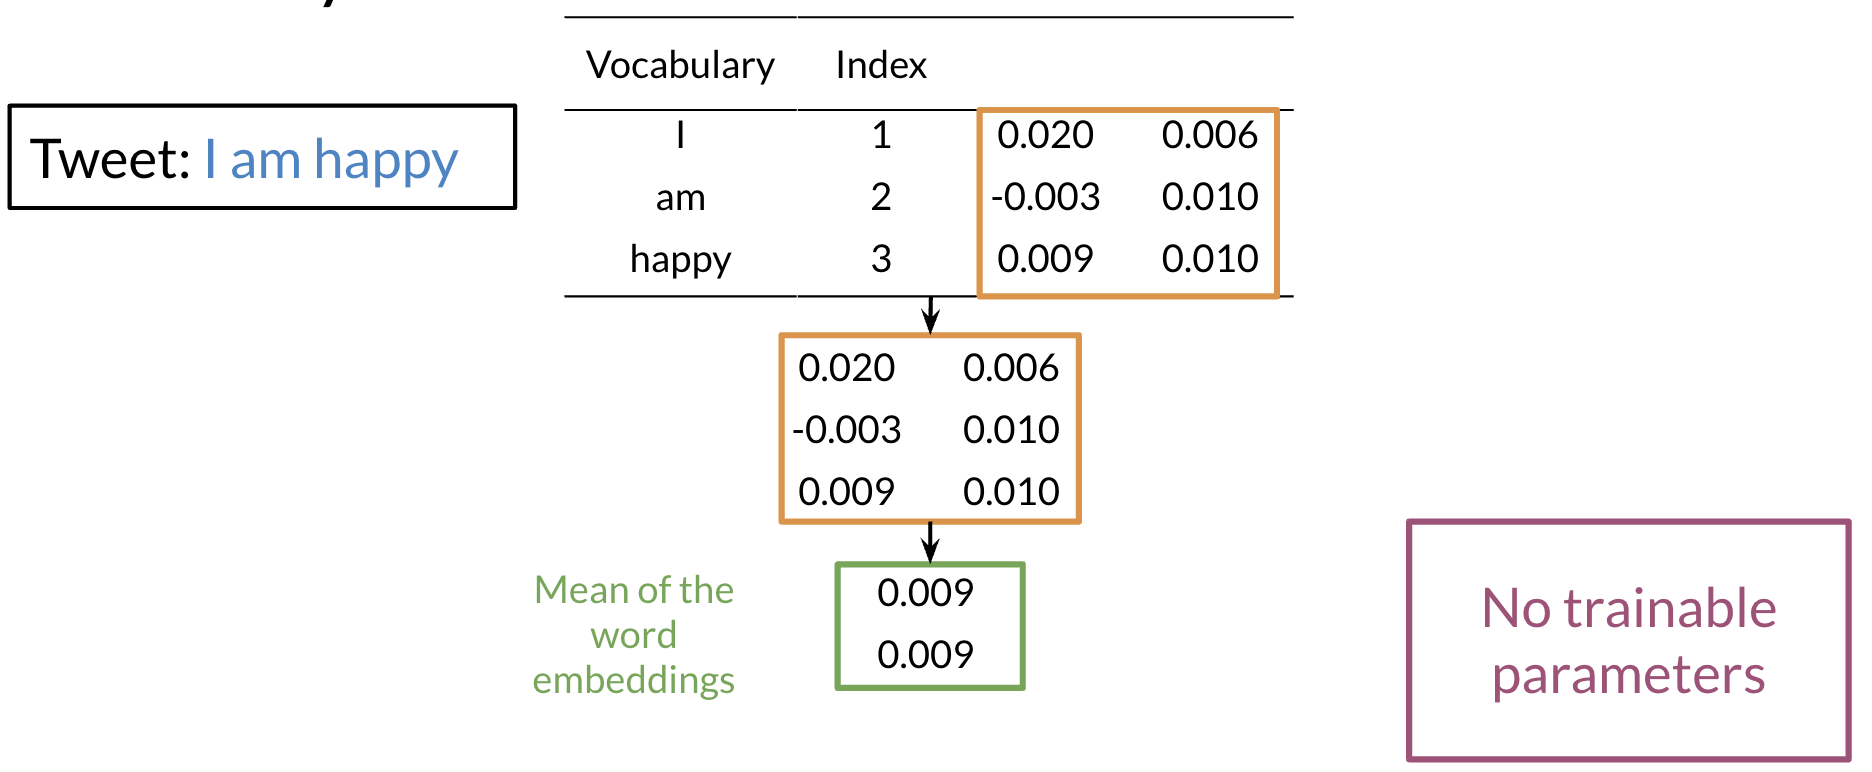 Tweet: I am happy
Vocabulary Index
I 1 0.020 0.006
am 2 -0.003 0.010
happy 3 0.009 0.010
0.020 0.006
-0.003 0.010
0.009 0.010
Mean of the
word
embeddings
0.009
0.009
No trainable
parameters